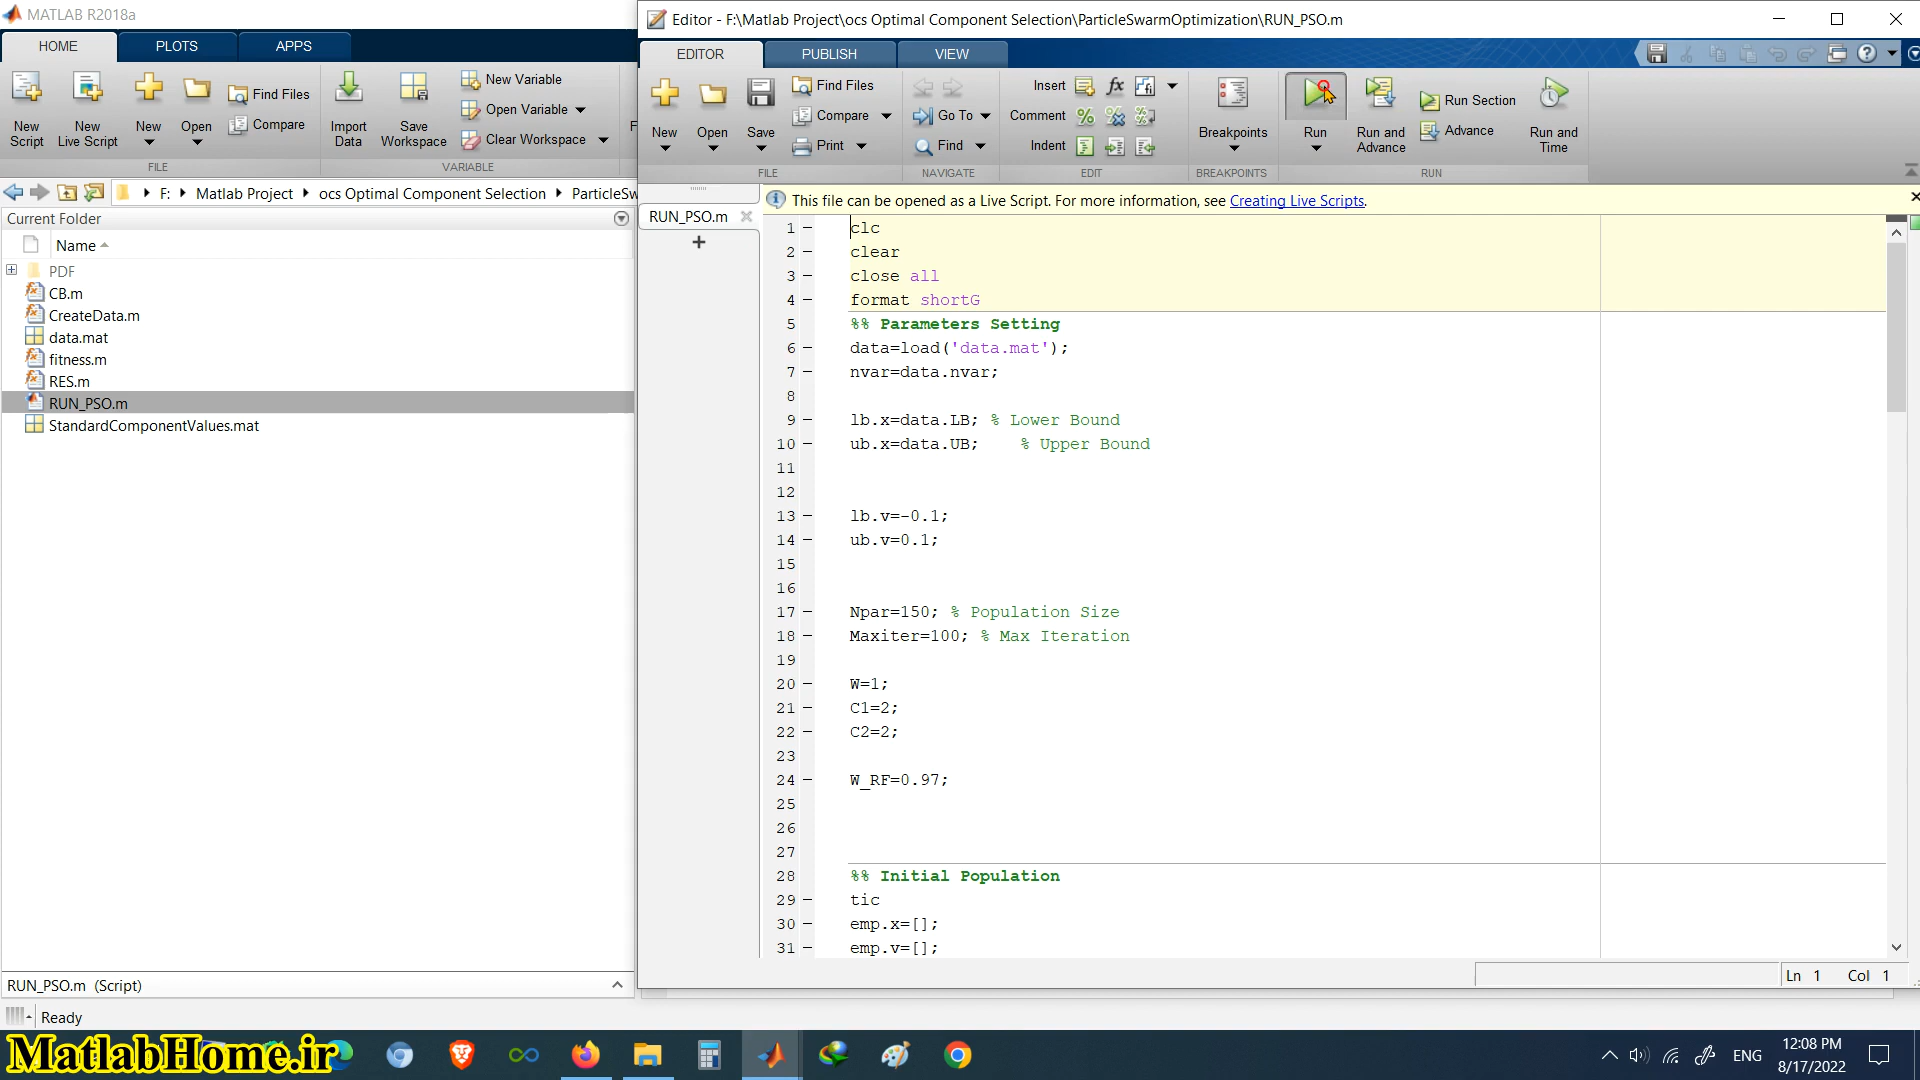 MATLAB R2018a
HOME
PLOTS
APPS
New Script
New Live Script
New
Open
Find Files
Compare
Import Data
Save Workspace
New Variable
Open Variable
Clear Workspace
FILE
VARIABLE
F:
Matlab Project
ocs Optimal Component Selection
ParticleSw
Current Folder
Name
PDF
CB.m
CreateData.m
data.mat
fitness.m
RES.m
RUN_PSO.m
StandardComponentValues.mat
RUN_PSO.m (Script)
Ready
Editor - F:\Matlab Project\ocs Optimal Component Selection\ParticleSwarmOptimization\RUN_PSO.m
EDITOR
PUBLISH
VIEW
New
Open
Save
Find Files
Compare
Print
Go To
Find
Insert
Comment
Indent
Breakpoints
Run
Run and Advance
Run Section
Advance
Run and Time
FILE
NAVIGATE
EDIT
BREAKPOINTS
RUN
RUN_PSO.m
This file can be opened as a Live Script. For more information, see Creating Live Scripts.
1 clc
2 clear
3 close all
4 format shortG
5 %% Parameters Setting
6 data=load('data.mat');
7 nvar=data.nvar;
8
9 lb.x=data.LB; % Lower Bound
10 ub.x=data.UB; % Upper Bound
11
12
13 lb.v=-0.1;
14 ub.v=0.1;
15
16
17 Npar=150; % Population Size
18 Maxiter=100; % Max Iteration
19
20 W=1;
21 C1=2;
22 C2=2;
23
24 W_RF=0.97;
25
26
27
28 %% Initial Population
29 tic
30 emp.x=[];
31 emp.v=[];
Ln 1 Col 1
MatlabHome.ir
ENG
12:08 PM
8/17/2022